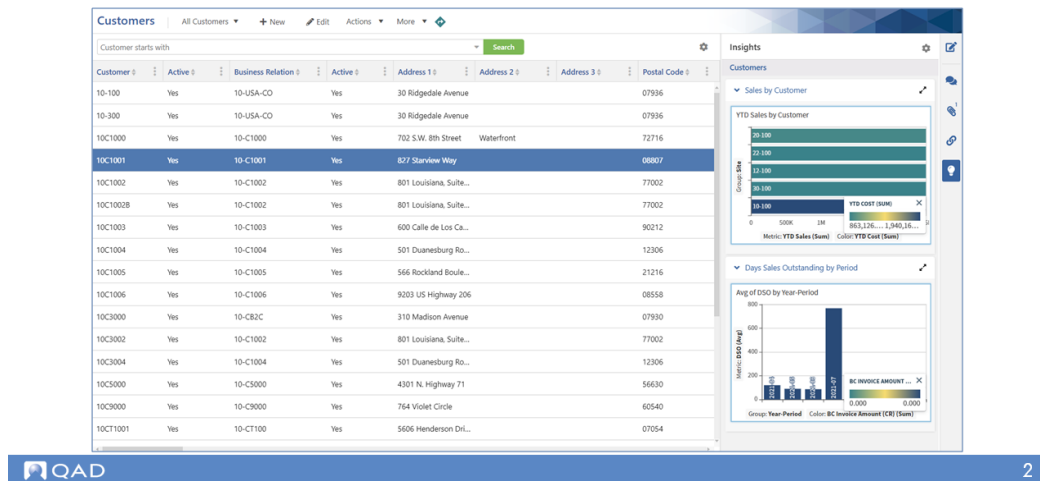 Customers All Customers + New Edit Actions More
Customer starts with Search
Customer Active Business Relation Active Address 1 Address 2 Address 3 Postal Code
10-100 Yes 10-USA-CO Yes 30 Ridgedale Avenue 07936
10-300 Yes 10-USA-CO Yes 30 Ridgedale Avenue 07936
10C1000 Yes 10-C1000 Yes 702 S.W. 8th Street Waterfront 72716
10C1001 Yes 10-C1001 Yes 827 Starview Way 08807
10C1002 Yes 10-C1002 Yes 801 Louisiana, Suite... 77002
10C1002B Yes 10-C1002 Yes 801 Louisiana, Suite... 77002
10C1003 Yes 10-C1003 Yes 600 Calle de Los Ca... 90212
10C1004 Yes 10-C1004 Yes 501 Duanesburg Ro... 12306
10C1005 Yes 10-C1005 Yes 566 Rockland Boule... 21216
10C1006 Yes 10-C1006 Yes 9203 US Highway 206 08558
10C3000 Yes 10-CB2C Yes 310 Madison Avenue 07930
10C3002 Yes 10-C1002 Yes 801 Louisiana, Suite... 77002
10C3004 Yes 10-C1004 Yes 501 Duanesburg Ro... 12306
10C5000 Yes 10-C5000 Yes 4301 N. Highway 71 56630
10C9000 Yes 10-C9000 Yes 764 Violet Circle 60540
10CT1001 Yes 10-CT100 Yes 5606 Henderson Dri... 07054
Insights
Customers
Sales by Customer
YTD Sales by Customer
Group: Site
20-100
22-100
12-100
30-100
10-100
YTD COST (SUM)
863,126.... 1,940,16...
0 500K 1M
Metric: YTD Sales (Sum) Color: YTD Cost (Sum)
1
Days Sales Outstanding by Period
Avg of DSO by Year-Period
Metric: DSO (Avg)
800
600
400
200
0
2021-07
BC INVOICE AMOUNT ...
0.000 0.000
Group: Year-Period Color: BC Invoice Amount (CR) (Sum)
QAD
2